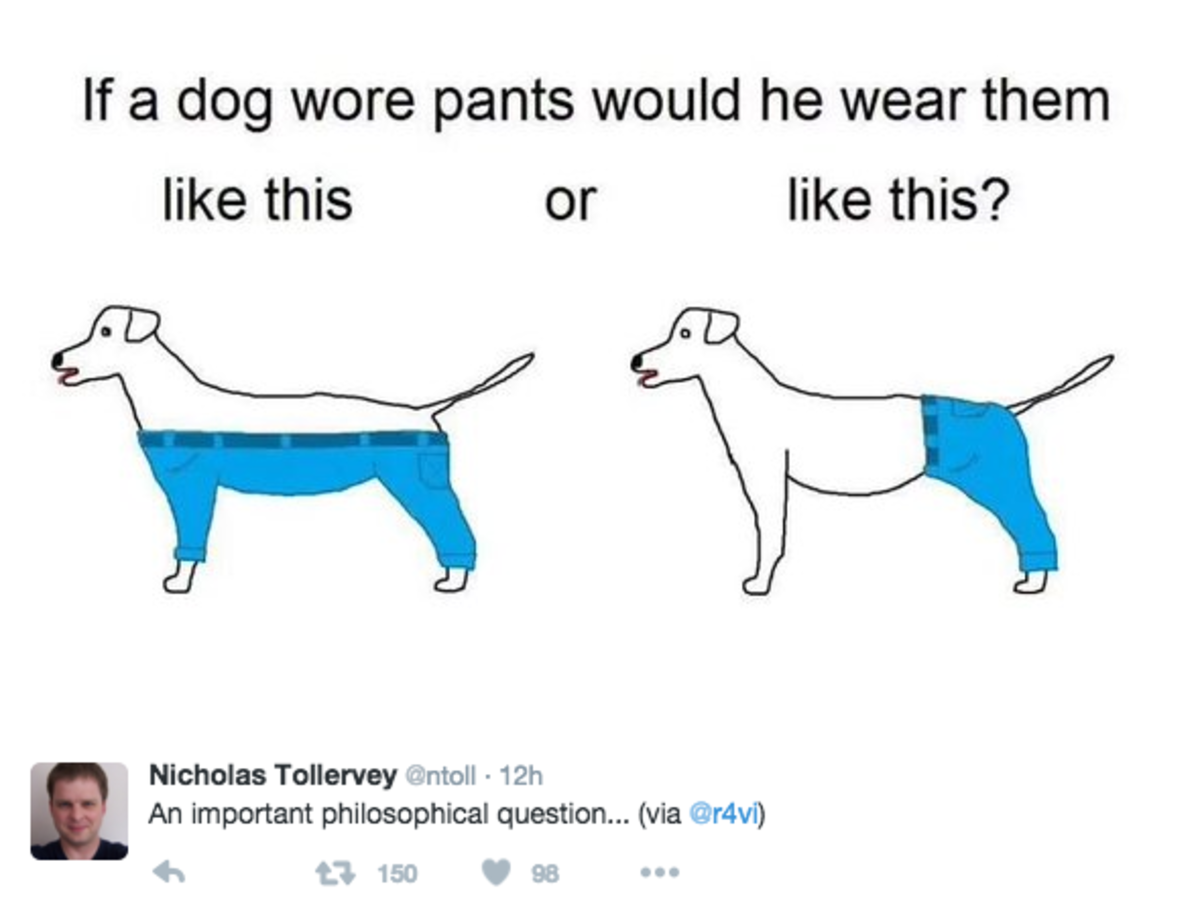 If a dog wore pants would he wear them
like this or like this?
Nicholas Tollervey @ntoll · 12h
An important philosophical question... (via @r4vi)
150 98